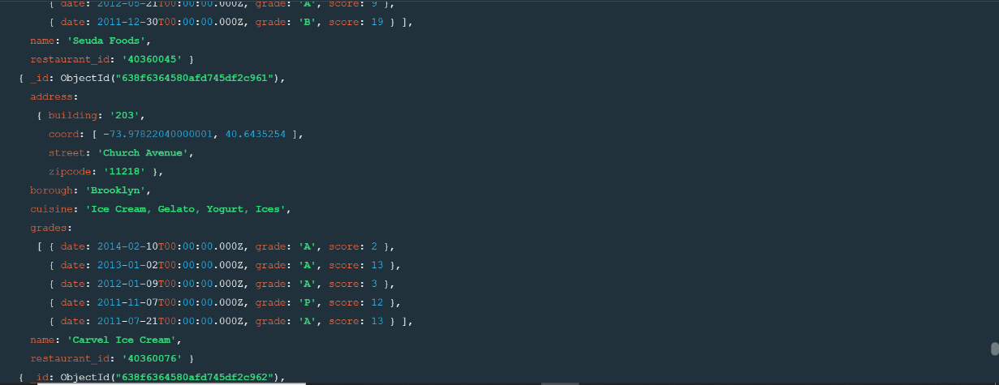 { date: 2012-05-21T00:00:00.000Z, grade: 'A', score: 9 },
{ date: 2011-12-30T00:00:00.000Z, grade: 'B', score: 19 } ],
name: 'Seuda Foods',
restaurant_id: '40360045' }
{ _id: ObjectId("638f6364580afd745df2c961"),
address:
{ building: '203',
coord: [ -73.97822040000001, 40.6435254 ],
street: 'Church Avenue',
zipcode: '11218' },
borough: 'Brooklyn',
cuisine: 'Ice Cream, Gelato, Yogurt, Ices',
grades:
[ { date: 2014-02-10T00:00:00.000Z, grade: 'A', score: 2 },
{ date: 2013-01-02T00:00:00.000Z, grade: 'A', score: 13 },
{ date: 2012-01-09T00:00:00.000Z, grade: 'A', score: 3 },
{ date: 2011-11-07T00:00:00.000Z, grade: 'P', score: 12 },
{ date: 2011-07-21T00:00:00.000Z, grade: 'A', score: 13 } ],
name: 'Carvel Ice Cream',
restaurant_id: '40360076' }
{ _id: ObjectId("638f6364580afd745df2c962"),